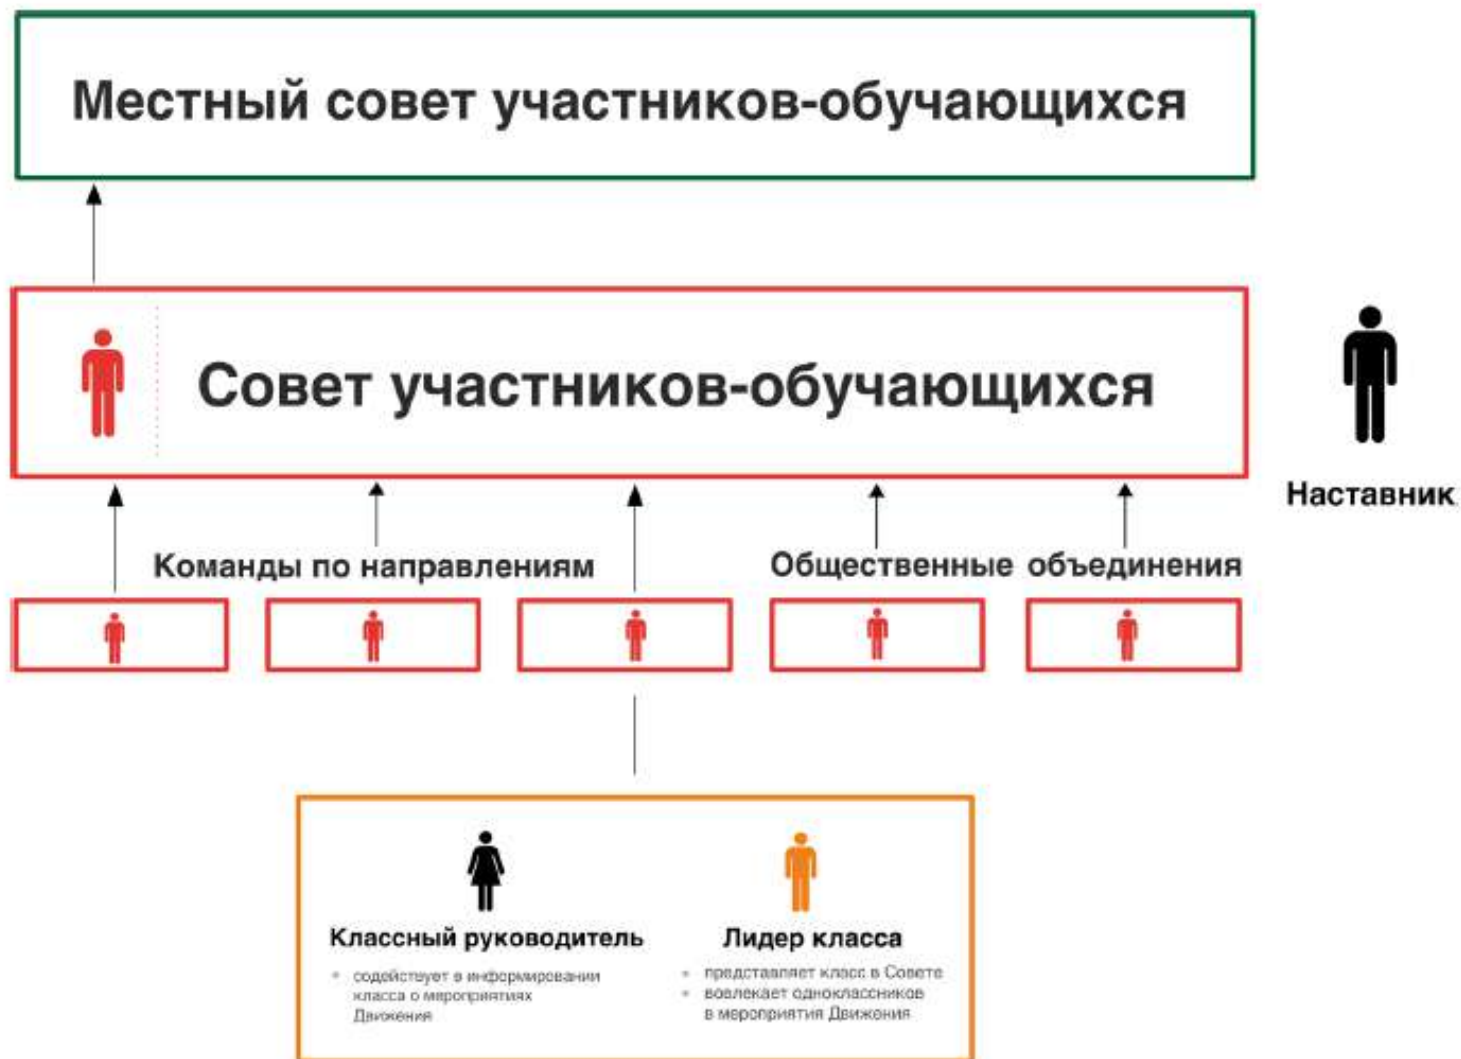 Местный совет участников-обучающихся
Совет участников-обучающихся
Наставник
Команды по направлениям
Общественные объединения
Классный руководитель
содействует в информировании
класса о мероприятиях
Движения
Лидер класса
представляет класс в Совете
вовлекает одноклассников
в мероприятия Движения